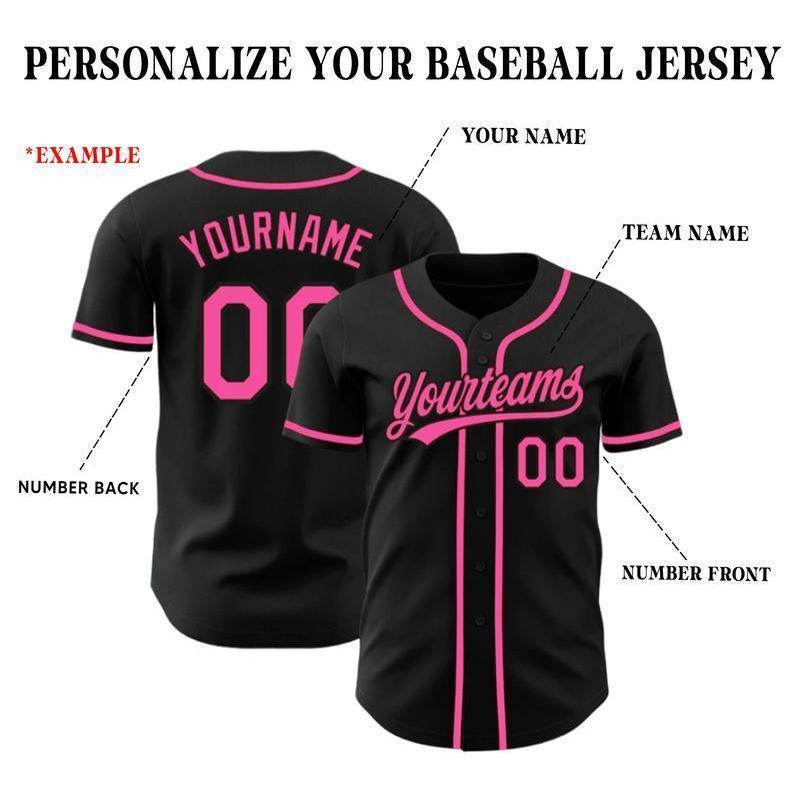 PERSONALIZE YOUR BASEBALL JERSEY
YOUR NAME
*EXAMPLE
TEAM NAME
YOURNAME
00
Yourteams
00
NUMBER BACK
NUMBER FRONT